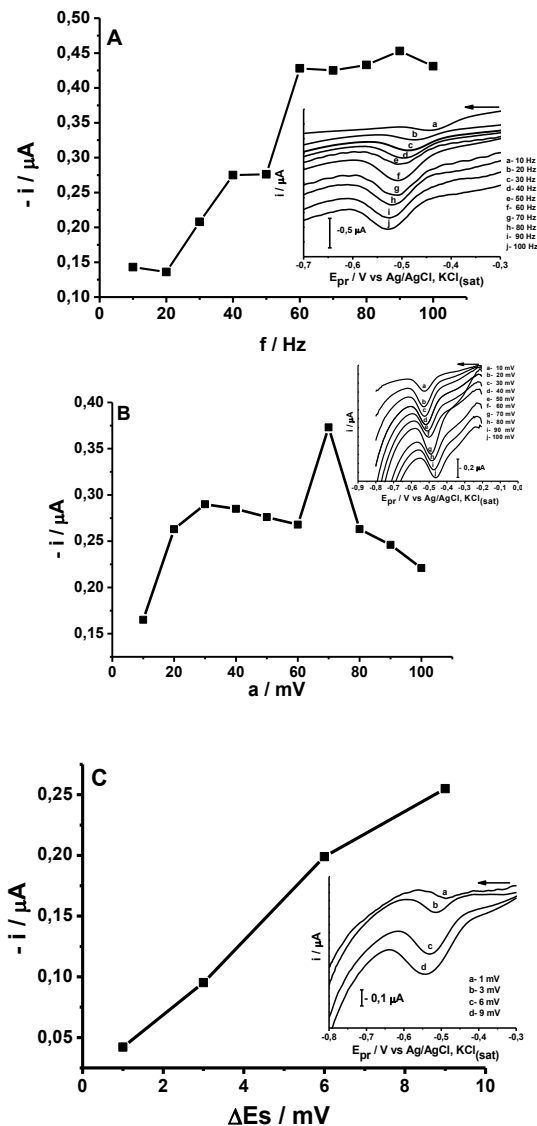 A
0,50
0,45
0,40
0,35
0,30
0,25
0,20
0,15
0,10
- i / μA
0 20 40 60 80 100
f / Hz
a
b
c
d
e
f
g
h
i
j
a- 10 Hz
b- 20 Hz
c- 30 Hz
d- 40 Hz
e- 50 Hz
f- 60 Hz
g- 70 Hz
h- 80 Hz
i- 90 Hz
j- 100 Hz
-0,5 μA
i / μA
-0,7 -0,6 -0,5 -0,4 -0,3
Epr / V vs Ag/AgCl, KCl(sat)
B
0,40
0,35
0,30
0,25
0,20
0,15
- i / μA
0 20 40 60 80 100
a / mV
a
b
c
d
a- 10 mV
b- 20 mV
c- 30 mV
d- 40 mV
e- 50 mV
f- 60 mV
g- 70 mV
h- 80 mV
i- 90 mV
j- 100 mV
- 0,2 μA
i / μA
-0,9 -0,8 -0,7 -0,6 -0,5 -0,4 -0,3 -0,2 -0,1 0,0
Epr / V vs Ag/AgCl, KCl(sat)
C
0,25
0,20
0,15
0,10
0,05
- i / μA
0 2 4 6 8 10
ΔEs / mV
a
b
c
d
a- 1 mV
b- 3 mV
c- 6 mV
d- 9 mV
- 0,1 μA
i / μA
-0,8 -0,7 -0,6 -0,5 -0,4 -0,3
Epr / V vs Ag/AgCl, KCl(sat)